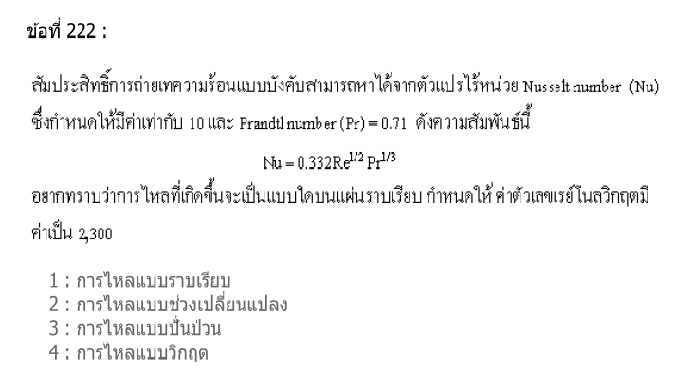 ข้อที่ 222 :
สัมประสิทธิ์การถ่ายเทความร้อนแบบบังคับสามารถหาได้จากตัวแปรไร้หน่วย Nusselt number (Nu)
ซึ่งกำหนดให้มีค่าเท่ากับ 10 และ Prandtl number (Pr) = 0.71 ดังความสัมพันธ์นี้
Nu = 0.332Re^1/2 Pr^1/3
อยากทราบว่าการไหลที่เกิดขึ้นจะเป็นแบบใดบนแผ่นราบเรียบ กำหนดให้ ค่าตัวเลขเรย์โนลวิกฤตมี
ค่าเป็น 2,300
1 : การไหลแบบราบเรียบ
2 : การไหลแบบช่วงเปลี่ยนแปลง
3 : การไหลแบบปั่นป่วน
4 : การไหลแบบวิกฤต